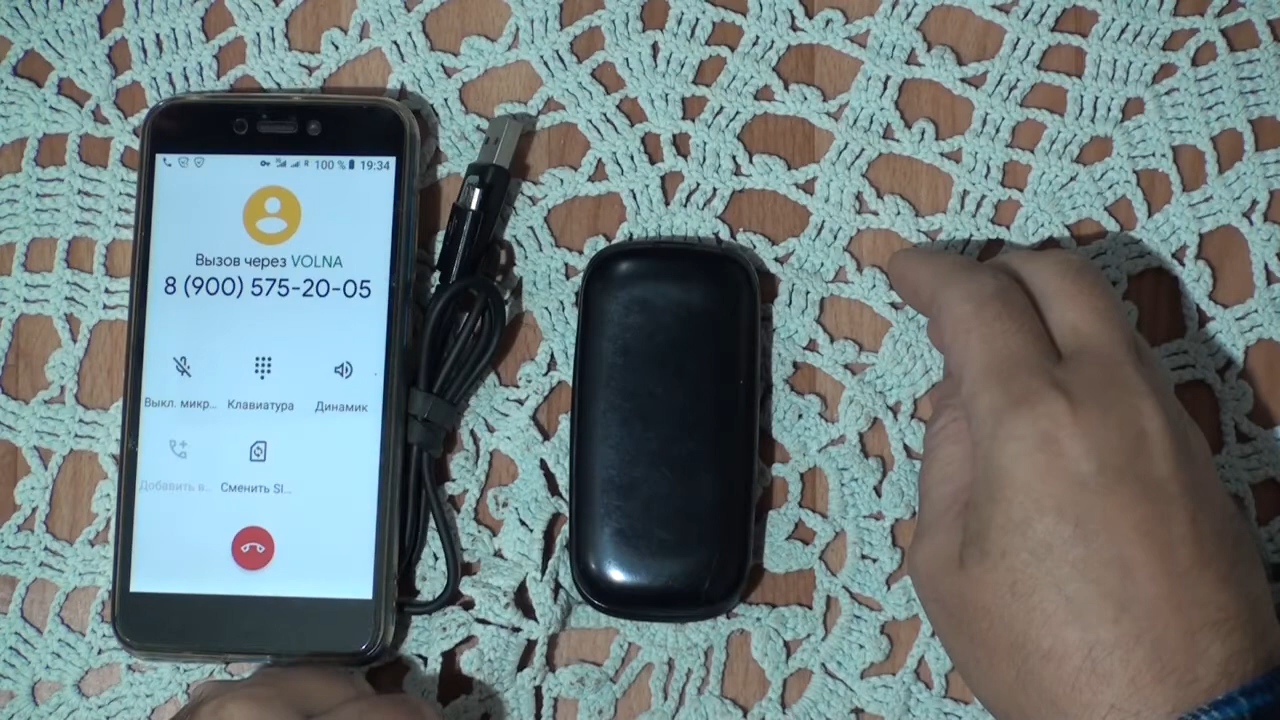 100 % 19:34
Вызов через VOLNA
8 (900) 575-20-05
Выкл. микр... Клавиатура Динамик
Добавить в... Сменить SI...